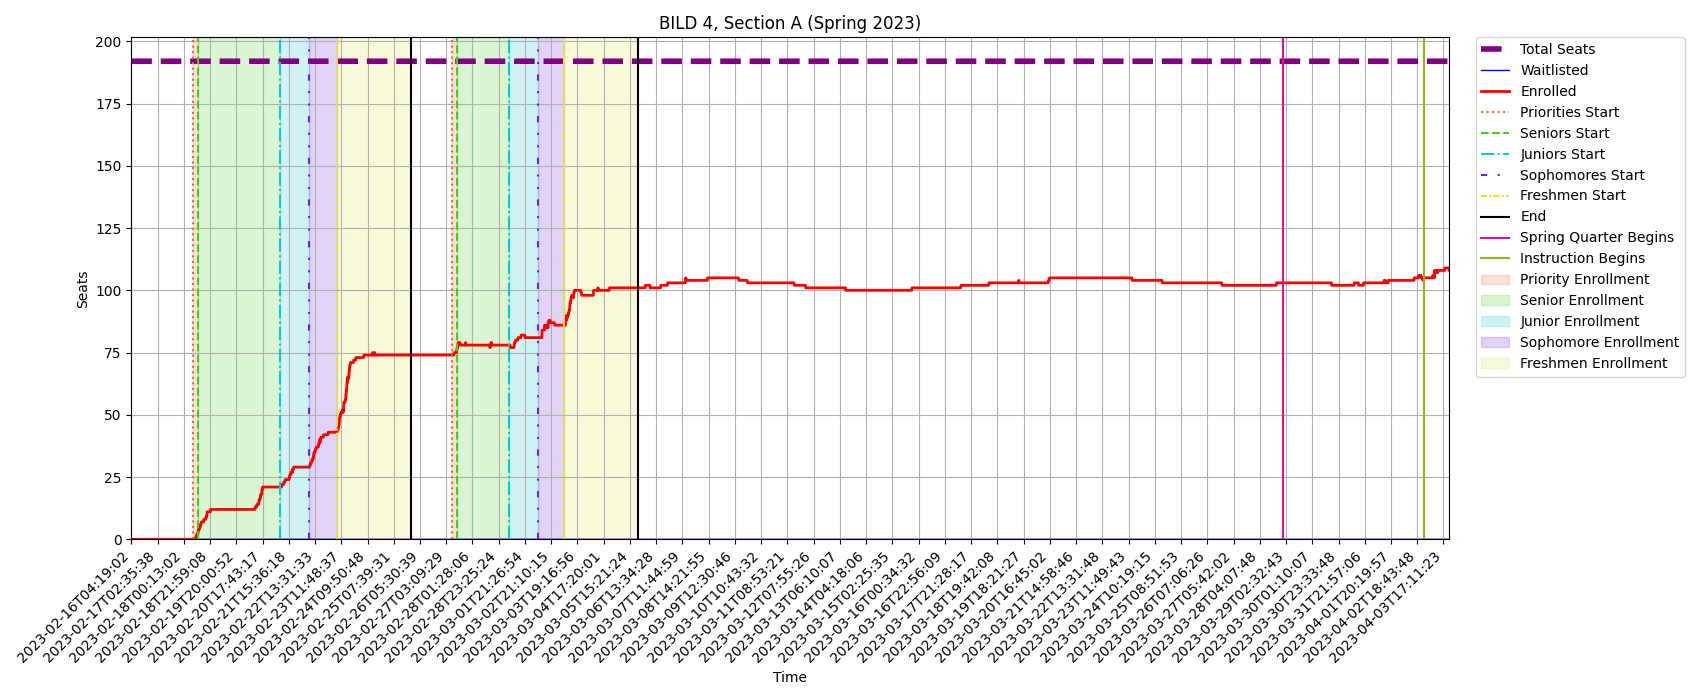 BILD 4, Section A (Spring 2023)
Seats
200
175
150
125
100
75
50
25
0
2023-02-16T04:19:02
2023-02-17T02:35:38
2023-02-18T00:13:02
2023-02-18T21:59:08
2023-02-19T20:00:52
2023-02-20T17:43:17
2023-02-21T15:36:18
2023-02-22T13:31:33
2023-02-23T11:48:37
2023-02-24T09:50:48
2023-02-25T07:39:31
2023-02-26T05:30:39
2023-02-27T03:09:29
2023-02-28T01:28:06
2023-02-28T23:25:24
2023-03-01T21:26:54
2023-03-02T21:10:15
2023-03-03T19:16:56
2023-03-04T17:20:01
2023-03-05T15:21:24
2023-03-06T13:34:28
2023-03-07T11:44:59
2023-03-08T14:21:55
2023-03-09T12:30:46
2023-03-10T10:43:32
2023-03-11T08:53:21
2023-03-12T07:55:26
2023-03-13T06:10:07
2023-03-14T04:18:06
2023-03-15T02:25:35
2023-03-16T00:34:32
2023-03-16T22:56:09
2023-03-17T21:28:17
2023-03-18T19:42:08
2023-03-19T18:21:27
2023-03-20T16:45:02
2023-03-21T14:58:46
2023-03-22T13:31:48
2023-03-23T11:49:43
2023-03-24T10:19:15
2023-03-25T08:51:53
2023-03-26T07:06:26
2023-03-27T05:42:02
2023-03-28T04:07:48
2023-03-29T02:32:43
2023-03-30T01:10:07
2023-03-30T23:33:48
2023-03-31T21:57:06
2023-04-01T20:19:57
2023-04-02T18:43:48
2023-04-03T17:11:23
Time
Total Seats
Waitlisted
Enrolled
Priorities Start
Seniors Start
Juniors Start
Sophomores Start
Freshmen Start
End
Spring Quarter Begins
Instruction Begins
Priority Enrollment
Senior Enrollment
Junior Enrollment
Sophomore Enrollment
Freshmen Enrollment